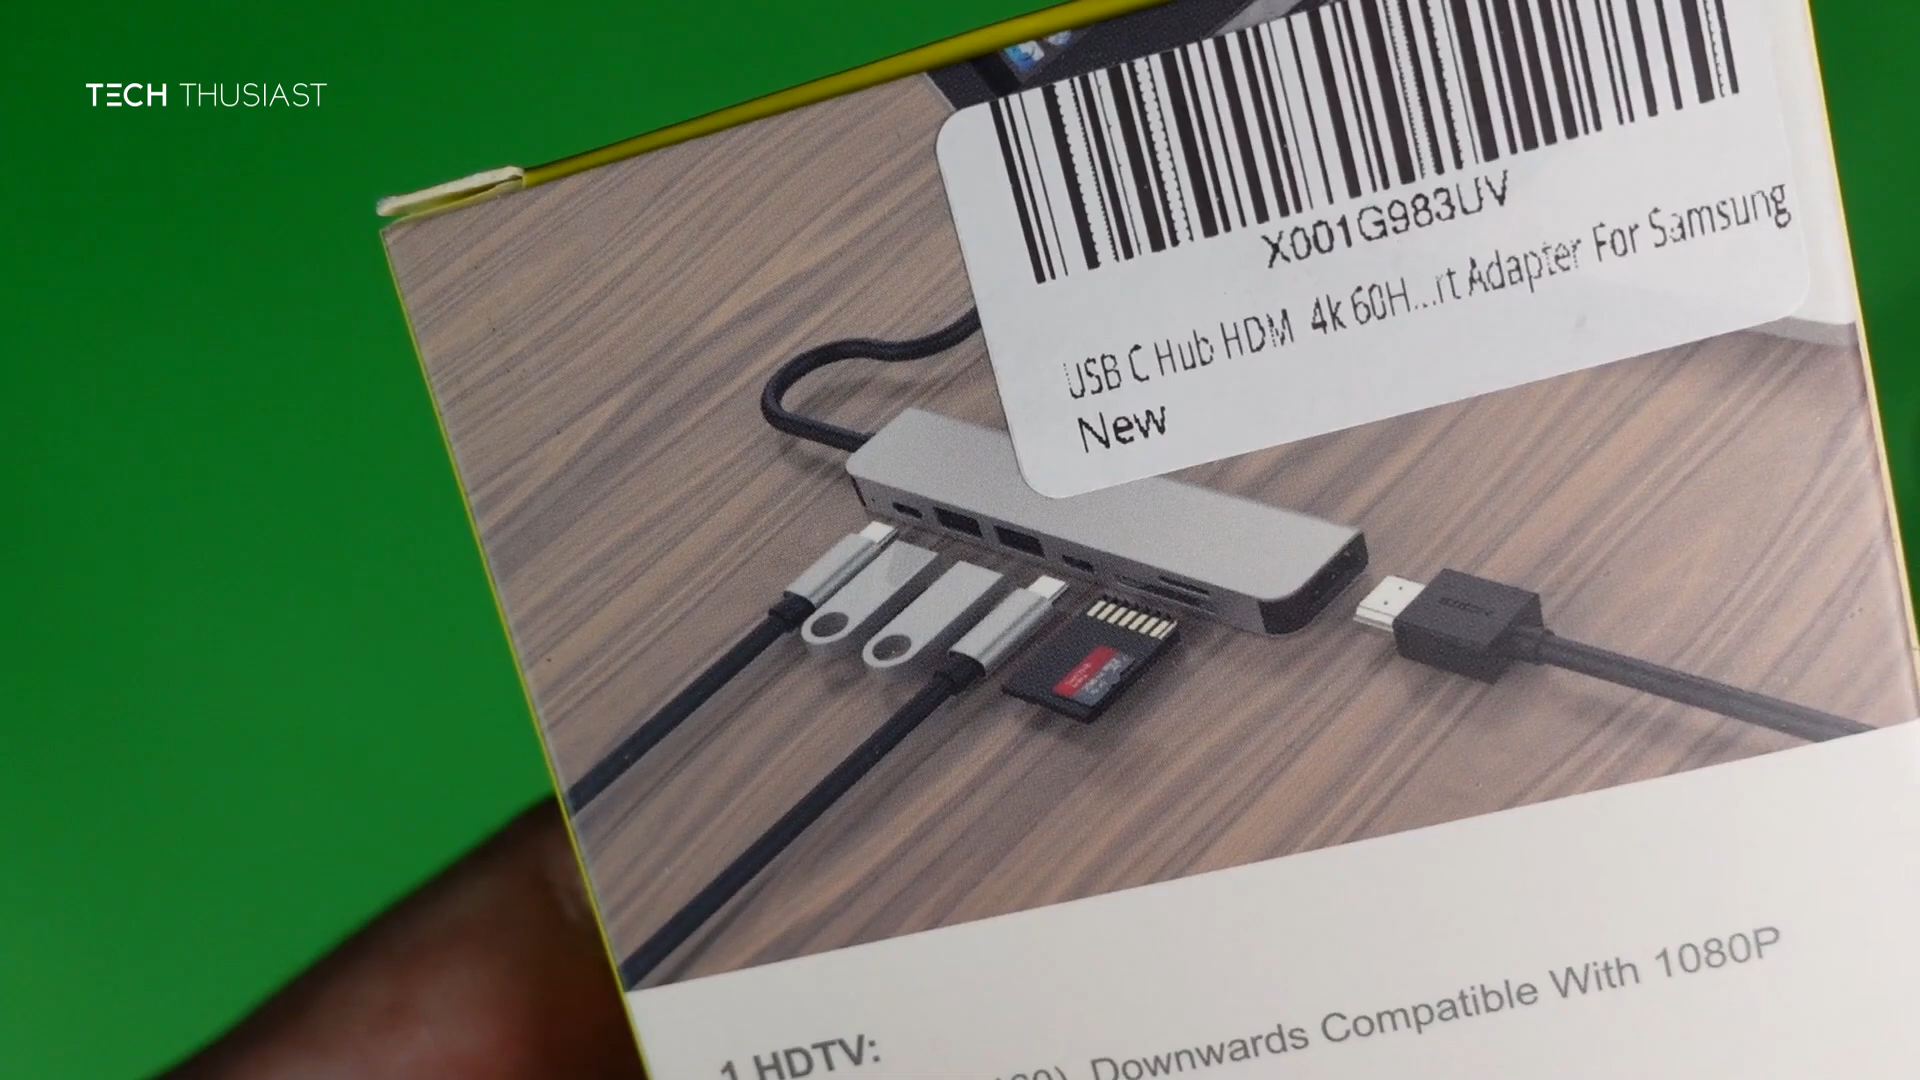 TECH THUSIAST
X001G983UV
USB C Hub HDM 4k 60H...rt Adapter For Samsung
New
1 HDTV:
Downwards Compatible With 1080P